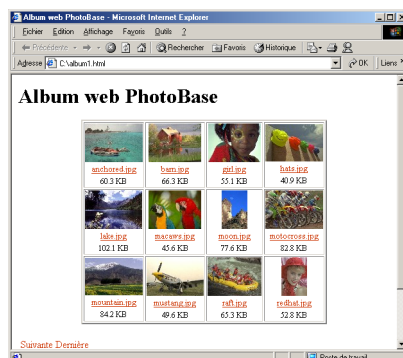 Album web PhotoBase - Microsoft Internet Explorer
Fichier Edition Affichage Favoris Outils ?
Précédente Rechercher Favoris Historique
Adresse C:\album1.html OK Liens
Album web PhotoBase
anchored.jpg barn.jpg girl.jpg hats.jpg
60.3 KB 66.3 KB 55.1 KB 40.9 KB
lake.jpg macaws.jpg moon.jpg motocross.jpg
102.1 KB 45.6 KB 77.6 KB 82.8 KB
mountain.jpg mustang.jpg raft.jpg redhat.jpg
84.2 KB 49.6 KB 65.3 KB 52.8 KB
Suivante Dernière
Poste de travail